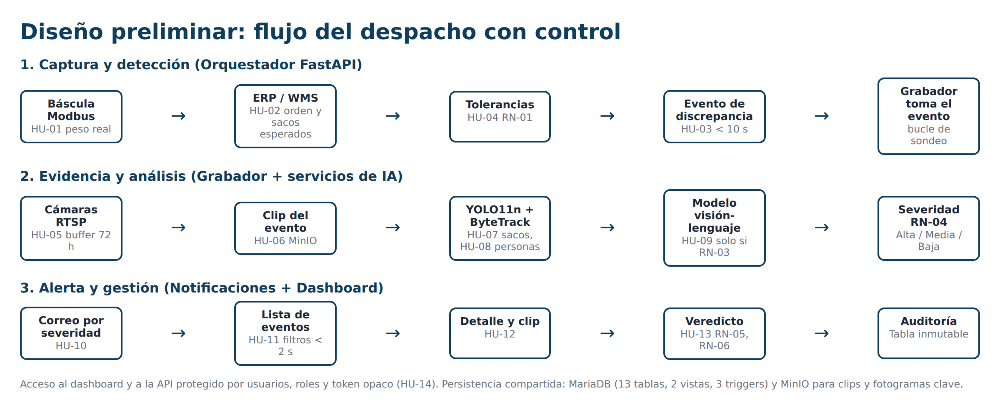 Diseño preliminar: flujo del despacho con control
1. Captura y detección (Orquestador FastAPI)
Báscula
Modbus
HU-01 peso real
→
ERP / WMS
HU-02 orden y
sacos
esperados
→
Tolerancias
HU-04 RN-01
→
Evento de
discrepancia
HU-03 < 10 s
→
Grabador
toma el
evento
bucle de
sondeo
2. Evidencia y análisis (Grabador + servicios de IA)
Cámaras
RTSP
HU-05 buffer 72
h
→
Clip del
evento
HU-06 MinIO
→
YOLO11n +
ByteTrack
HU-07 sacos,
HU-08 personas
→
Modelo
visión-
lenguaje
HU-09 solo si
RN-03
→
Severidad
RN-04
Alta / Media /
Baja
3. Alerta y gestión (Notificaciones + Dashboard)
Correo por
severidad
HU-10
→
Lista de
eventos
HU-11 filtros <
2 s
→
Detalle y clip
HU-12
→
Veredicto
HU-13 RN-05,
RN-06
→
Auditoría
Tabla inmutable
Acceso al dashboard y a la API protegido por usuarios, roles y token opaco (HU-14). Persistencia compartida: MariaDB (13 tablas, 2 vistas, 3 triggers) y MinIO para clips y fotogramas clave.